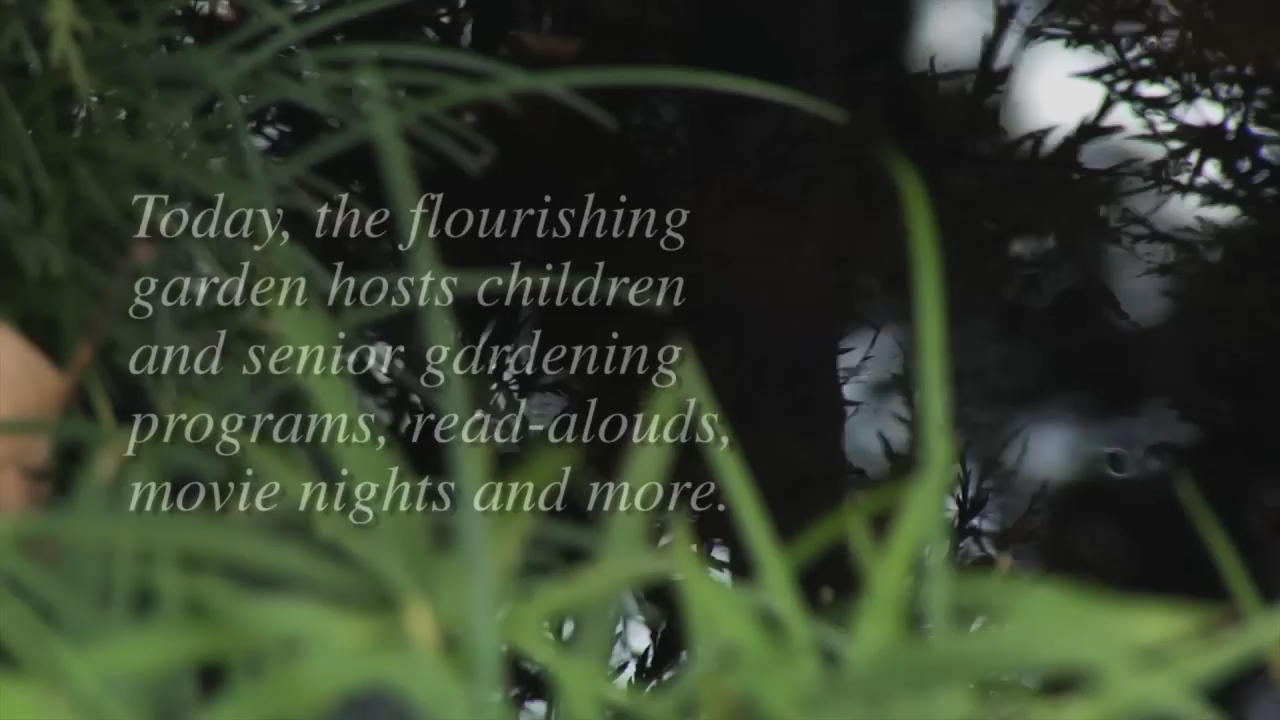 Today, the flourishing
garden hosts children
and senior gardening
programs, read-alouds,
movie nights and more.